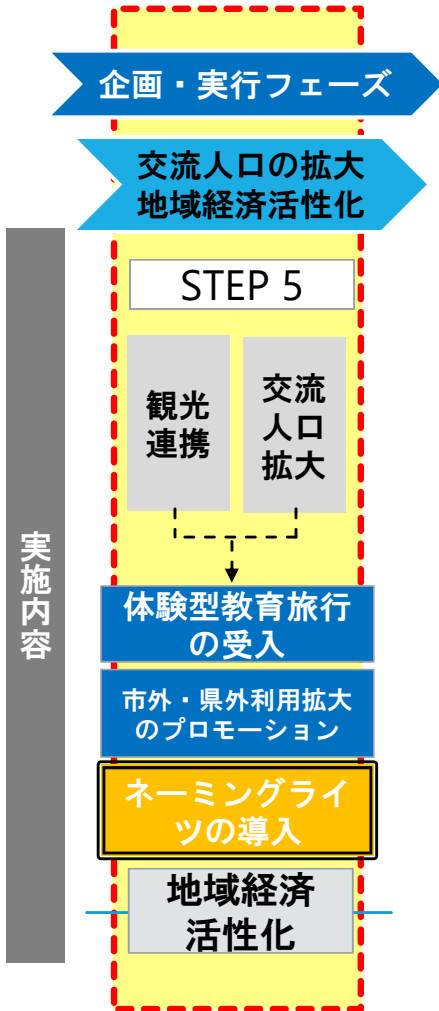 企画・実行フェーズ
交流人口の拡大
地域経済活性化
STEP 5
観光
連携
交流
人口
拡大
実施内容
体験型教育旅行
の受入
市外・県外利用拡大
のプロモーション
ネーミングライ
ツの導入
地域経済
活性化